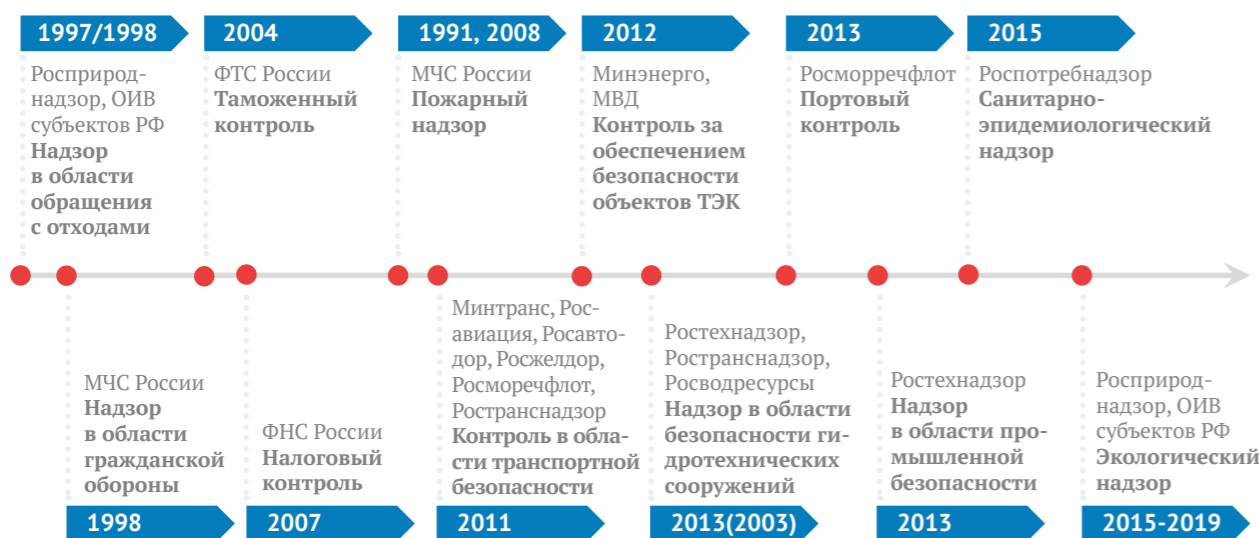 1997/1998
Росприрод-
надзор, ОИВ
субъектов РФ
Надзор
в области
обращения
с отходами
2004
ФТС России
Таможенный
контроль
1991, 2008
МЧС России
Пожарный
надзор
2012
Минэнерго,
МВД
Контроль за
обеспечением
безопасности
объектов ТЭК
2013
Росморречфлот
Портовый
контроль
2015
Роспотребнадзор
Санитарно-
эпидемиологический
надзор
МЧС России
Надзор
в области
гражданской
обороны
1998
ФНС России
Налоговый
контроль
2007
Минтранс, Рос-
авиация, Росавто-
дор, Росжелдор,
Росморечфлот,
Ространснадзор
Контроль в обла-
сти транспортной
безопасности
2011
Ростехнадзор,
Ространснадзор,
Росводресурсы
Надзор в области
безопасности ги-
дротехнических
сооружений
2013(2003)
Ростехнадзор
Надзор
в области про-
мышленной
безопасности
2013
Росприрод-
надзор, ОИВ
субъектов РФ
Экологический
надзор
2015-2019